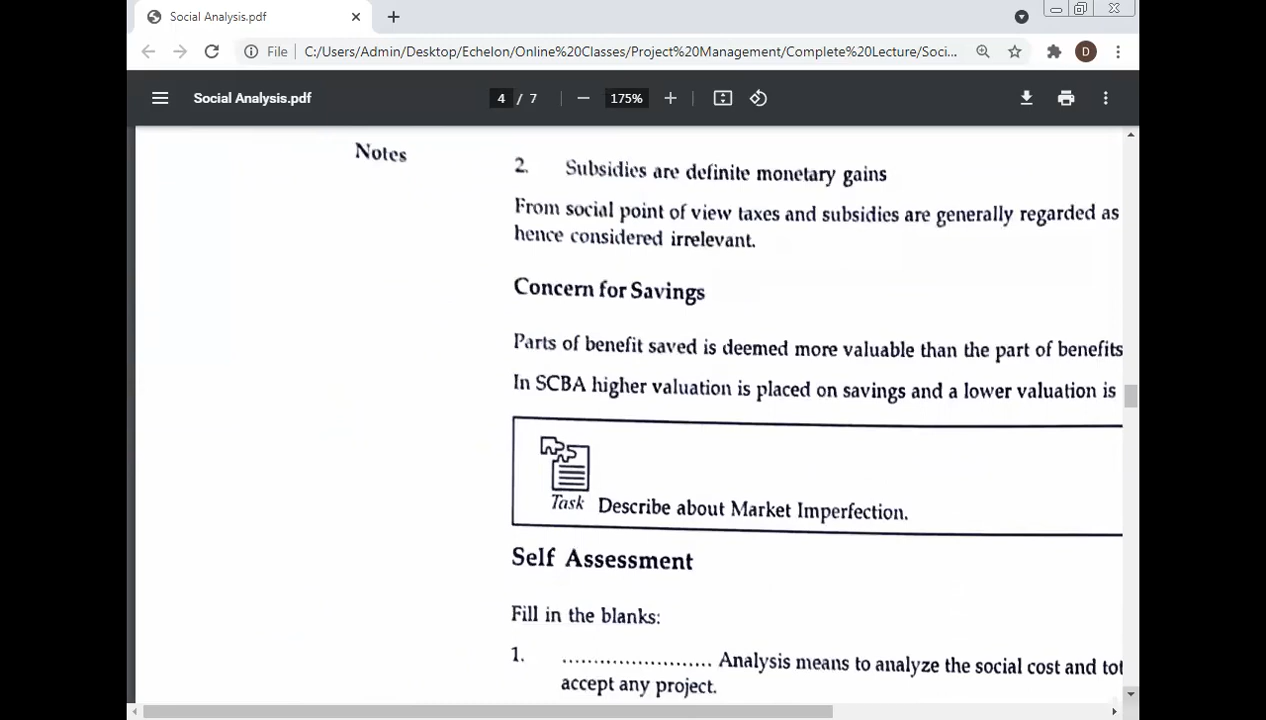 Social Analysis.pdf
File
C:/Users/Admin/Desktop/Echelon/Online%20Classes/Project%20Management/Complete%20Lecture/Soci...
D
Social Analysis.pdf
4 / 7
175%
Notes
2. Subsidies are definite monetary gains
From social point of view taxes and subsidies are generally regarded as
hence considered irrelevant.
Concern for Savings
Parts of benefit saved is deemed more valuable than the part of benefits
In SCBA higher valuation is placed on savings and a lower valuation is
Task Describe about Market Imperfection.
Self Assessment
Fill in the blanks:
1. ........................ Analysis means to analyze the social cost and tot
accept any project.